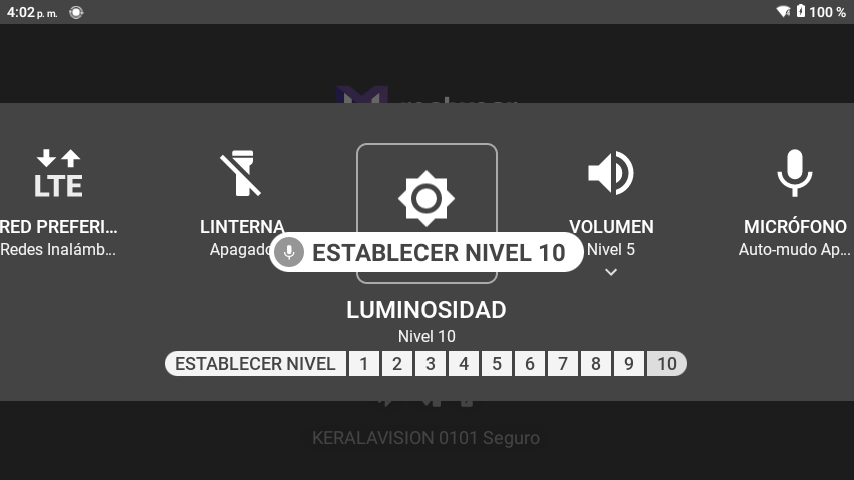 4:02 p. m.
100 %
LTE
RED PREFERI...
Redes Inalámb...
LINTERNA
Apagado
ESTABLECER NIVEL 10
VOLUMEN
Nivel 5
MICRÓFONO
Auto-mudo Ap...
LUMINOSIDAD
Nivel 10
ESTABLECER NIVEL 1 2 3 4 5 6 7 8 9 10
KERALAVISION 0101 Seguro